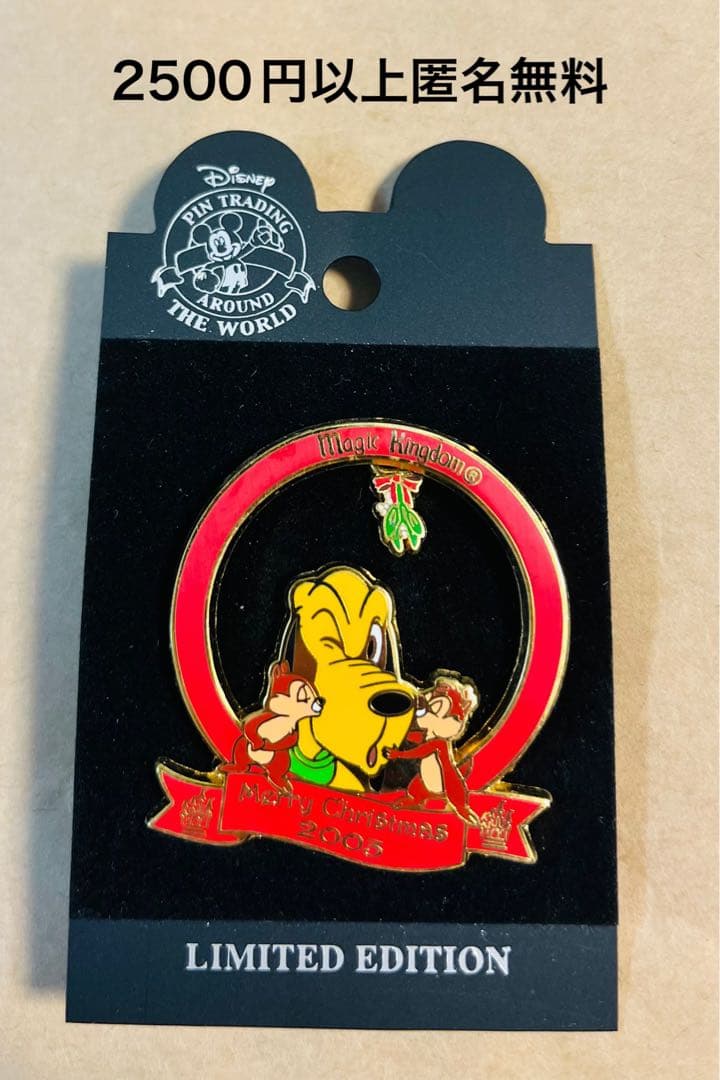 2500円以上匿名無料
Disney
PIN TRADING
AROUND
THE WORLD
Magic Kingdom®
Merry Christmas
2005
LIMITED EDITION